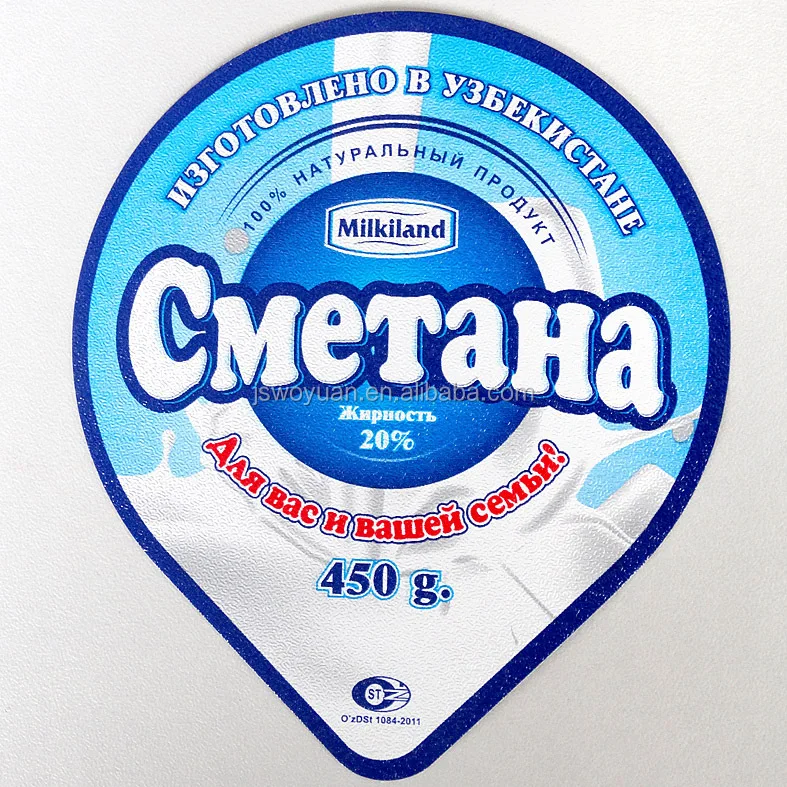 ИЗГОТОВЛЕНО В УЗБЕКИСТАНЕ
100% НАТУРАЛЬНЫЙ ПРОДУКТ
Milkiland
Сметана
jswoyuan.en.alibaba.com
Жирность
20%
Для вас и вашей семьи!
450 g.
ST
O'zDSt 1084-2011